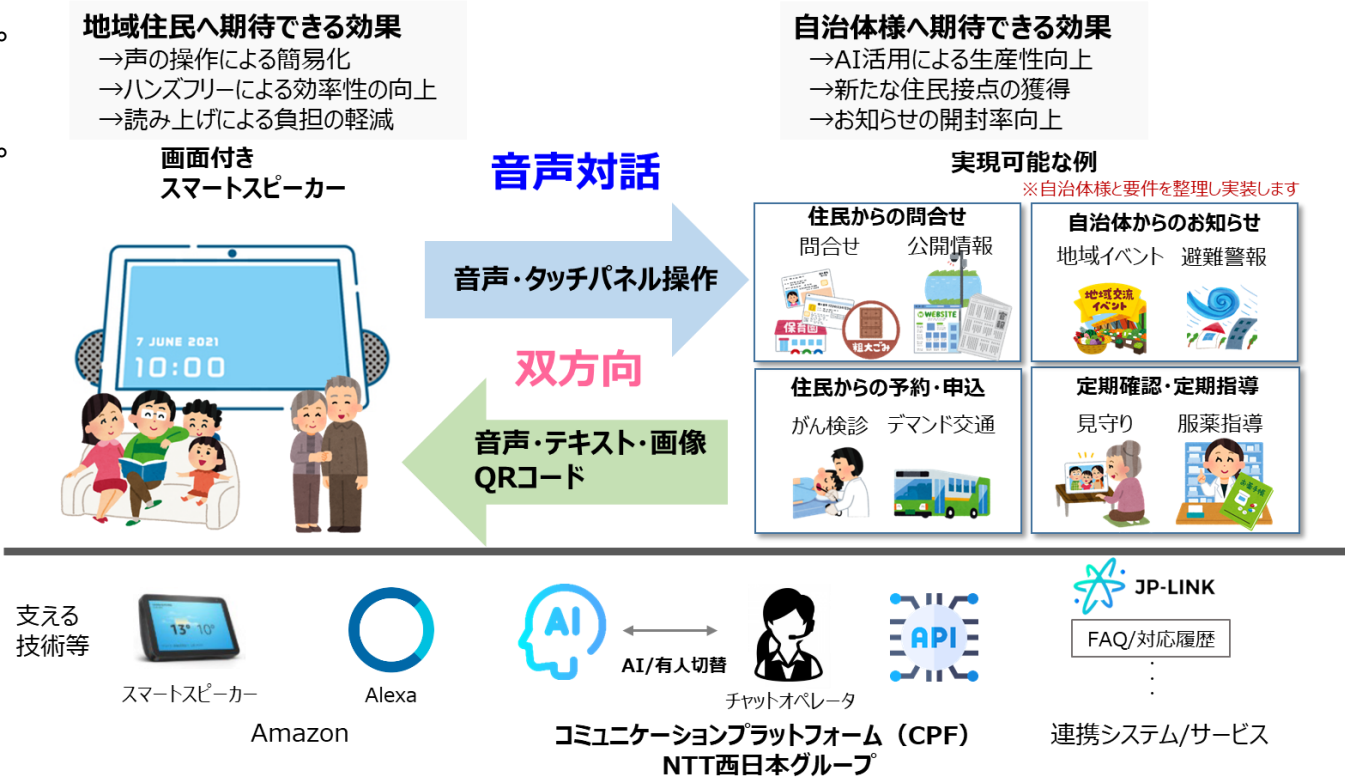 。
地域住民へ期待できる効果
→声の操作による簡易化
→ハンズフリーによる効率性の向上
→読み上げによる負担の軽減
自治体様へ期待できる効果
→AI活用による生産性向上
→新たな住民接点の獲得
→お知らせの開封率向上
。
画面付き
スマートスピーカー
7 JUNE 2021
10:00
音声対話
音声・タッチパネル操作
双方向
音声・テキスト・画像
QRコード
実現可能な例
※自治体様と要件を整理し実装します
住民からの問合せ
問合せ 公開情報
保育園
粗大ごみ
WEBSITE
自治体からのお知らせ
地域イベント 避難警報
地域交流
イベント
住民からの予約・申込
がん検診 デマンド交通
定期確認・定期指導
見守り 服薬指導
お薬手帳
支える
技術等
13° 10°
スマートスピーカー
Alexa
Amazon
AI
AI/有人切替
チャットオペレータ
API
コミュニケーションプラットフォーム（CPF）
NTT西日本グループ
JP-LINK
FAQ/対応履歴
・
・
・
連携システム/サービス